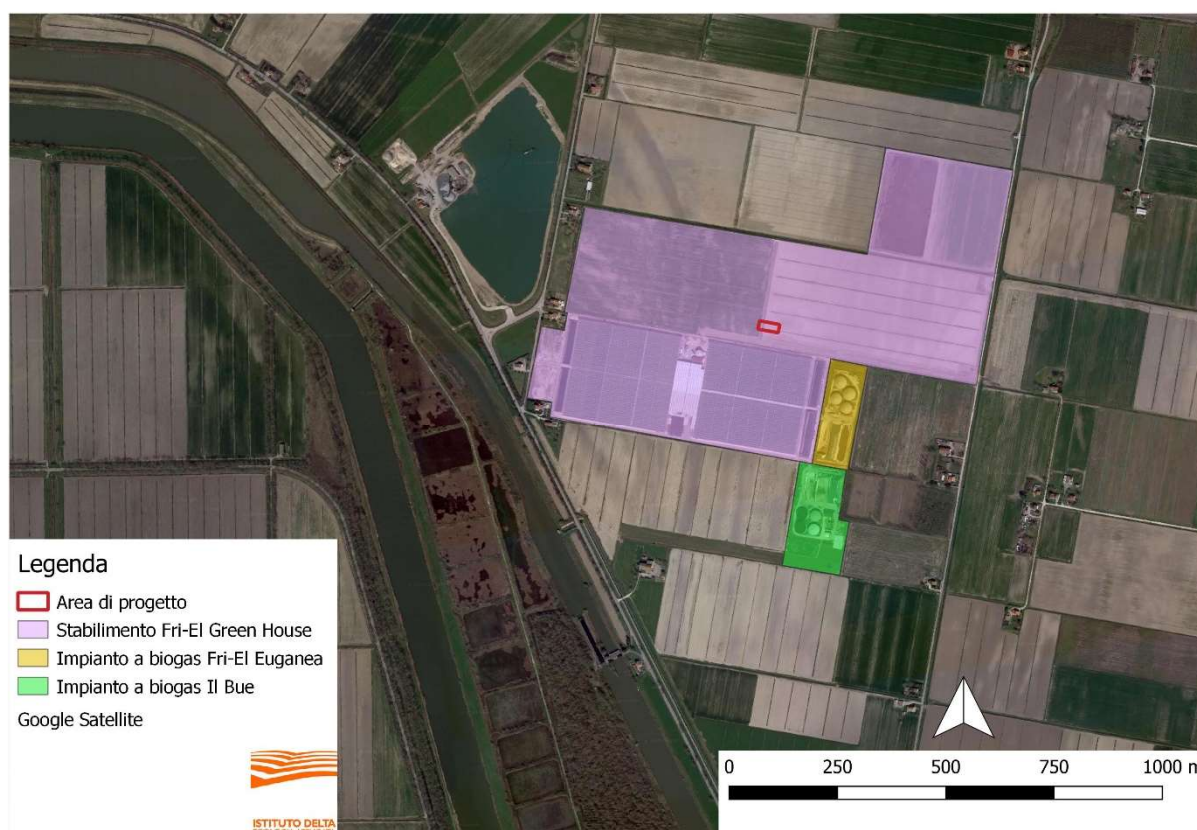 Legenda
Area di progetto
Stabilimento Fri-El Green House
Impianto a biogas Fri-El Euganea
Impianto a biogas Il Bue
Google Satellite
ISTITUTO DELTA
0 250 500 750 1000 m